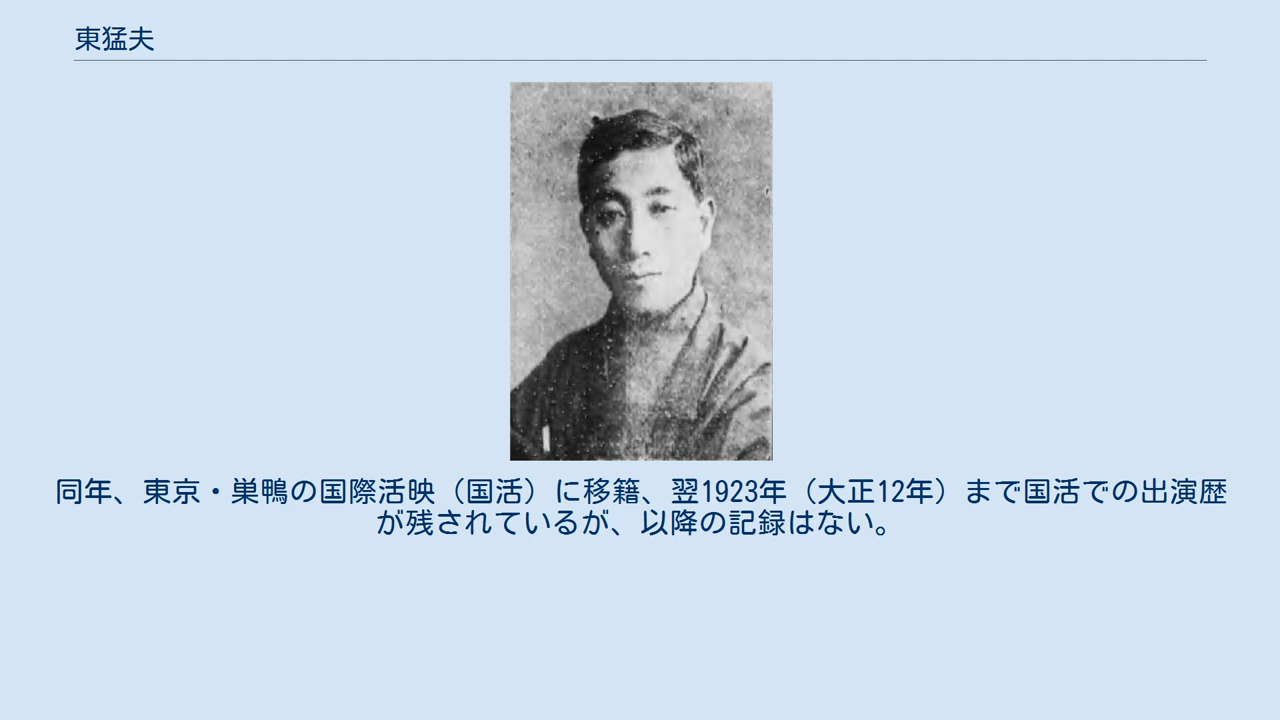 東猛夫
同年、東京・巣鴨の国際活映（国活）に移籍、翌1923年（大正12年）まで国活での出演歴
が残されているが、以降の記録はない。